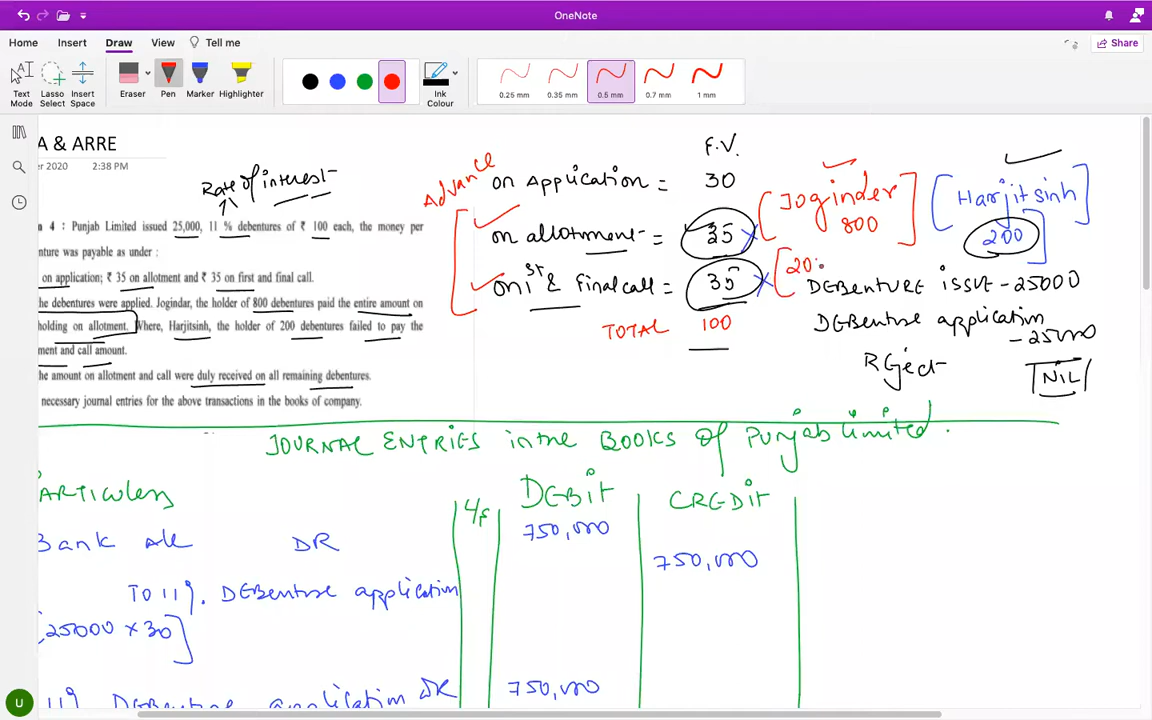 OneNote
Home Insert Draw View Tell me
Share
Text Mode
Lasso Select
Insert Space
Eraser
Pen
Marker
Highlighter
Ink Colour
0.25 mm
0.35 mm
0.5 mm
0.7 mm
1 mm
A & ARRE
er 2020 2:38 PM
Rate of interest
n 4 : Punjab Limited issued 25,000, 11 % debentures of ₹ 100 each, the money per
enture was payable as under :
on application; ₹ 35 on allotment and ₹ 35 on first and final call.
he debentures were applied. Jogindar, the holder of 800 debentures paid the entire amount on
holding on allotment. Where, Harjitsinh, the holder of 200 debentures failed to pay the
ment and call amount.
he amount on allotment and call were duly received on all remaining debentures.
necessary journal entries for the above transactions in the books of company.
F.V.
Advance
on Application = 30
on allotment = 35
on 1st & Final call = 35
TOTAL 100
[Joginder 800]
[Harjitsinh 200]
[20
DEBENTURE issue - 25000
DEBENTURE application - 25000
Reject NIL
JOURNAL ENTRIES in the BOOKS of Punjab limited.
ARTICULERS L/F DEBIT CREDIT
Bank A/c DR 750,000
To 11%. DEBENTURE application 750,000
[25000 × 30]
11% DEBENTURE application DR 750,000
U